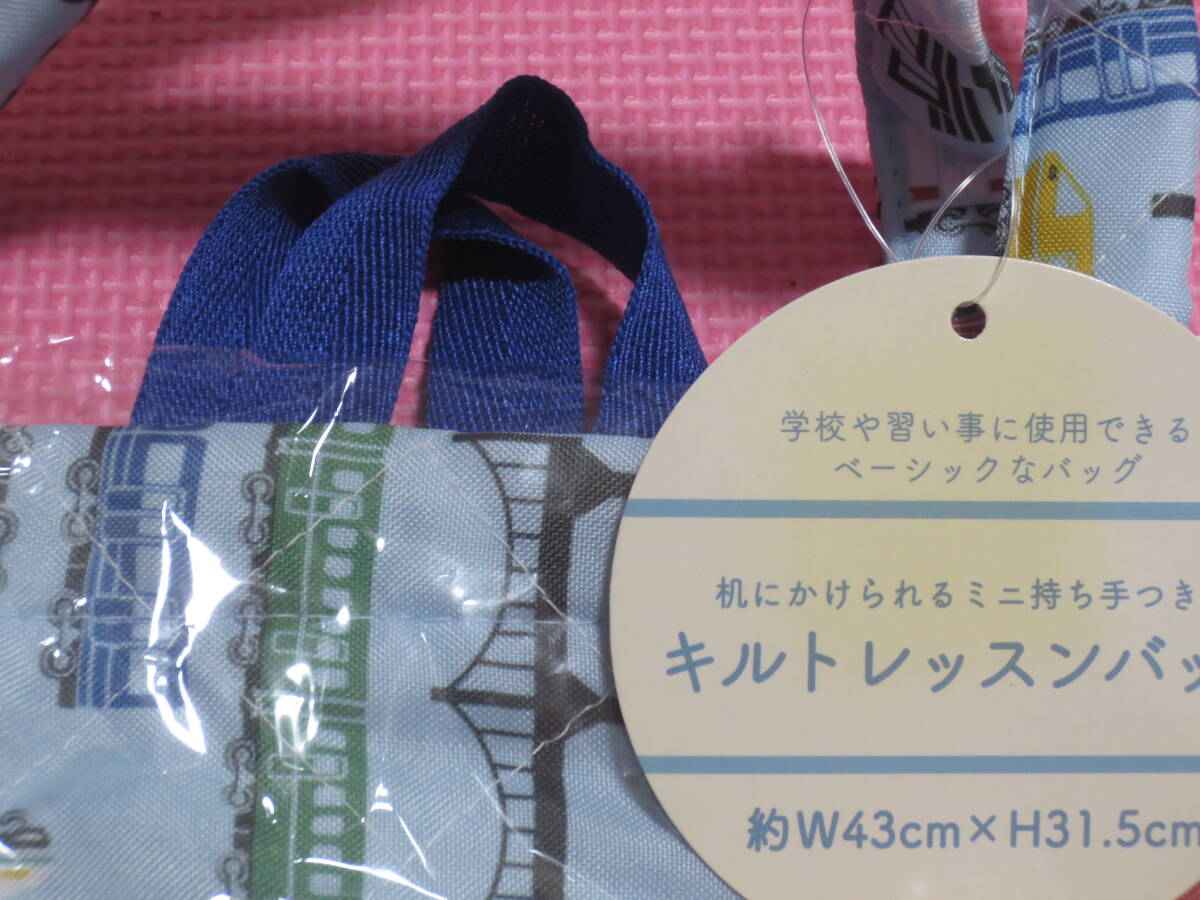 学校や習い事に使用できる
ベーシックなバッグ
机にかけられるミニ持ち手つき
キルトレッスンバッ
約W43cm×H31.5cm